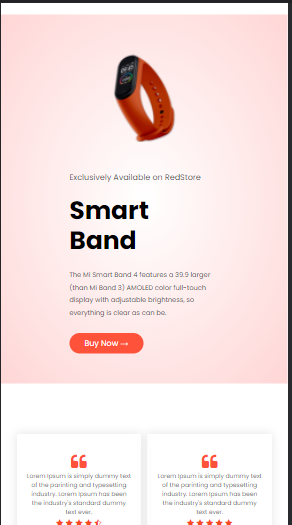 Exclusively Available on RedStore
Smart
Band
The Mi Smart Band 4 features a 39.9 larger
(than Mi Band 3) AMOLED color full-touch
display with adjustable brightness, so
everything is clear as can be.
Buy Now →
Lorem Ipsum is simply dummy text
of the parinting and typesetting
industry. Lorem Ipsum has been
the industry's standard dummy
text ever.
Lorem Ipsum is simply dummy text
of the parinting and typesetting
industry. Lorem Ipsum has been
the industry's standard dummy
text ever.